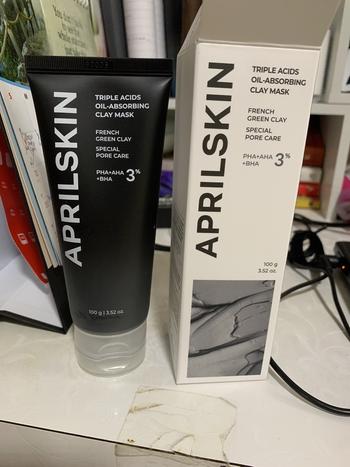 APRILSKIN
TRIPLE ACIDS
OIL-ABSORBING
CLAY MASK
FRENCH
GREEN CLAY
SPECIAL
PORE CARE
PHA+AHA
+BHA
3%
100 g | 3.52 oz.
APRILSKIN
TRIPLE ACIDS
OIL-ABSORBING
CLAY MASK
FRENCH
GREEN CLAY
SPECIAL
PORE CARE
PHA+AHA
+BHA
3%
100 g
3.52 oz.